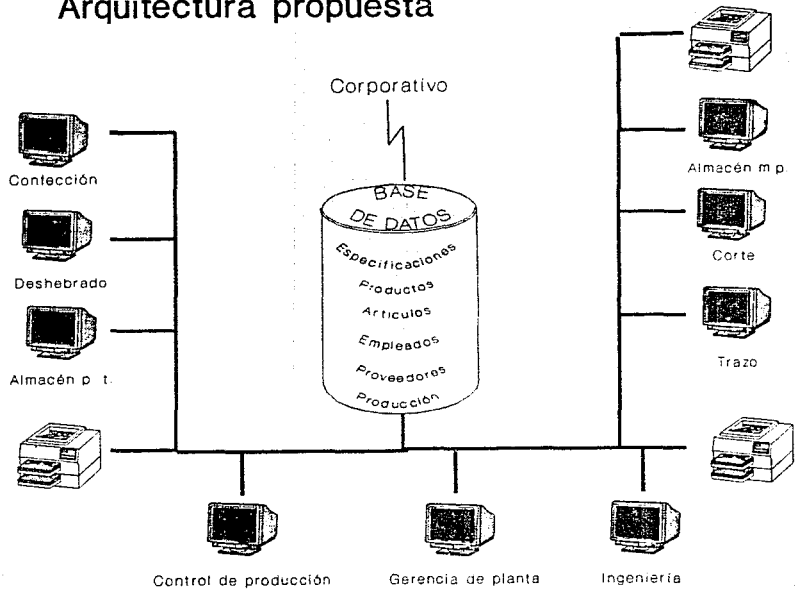 Arquitectura propuesta
Corporativo
BASE
DE DATOS
Especificaciones
Productos
Artículos
Empleados
Proveedores
Producción
Confección
Deshebrado
Almacén p t.
Almacén m p.
Corte
Trazo
Control de producción
Gerencia de planta
Ingeniería